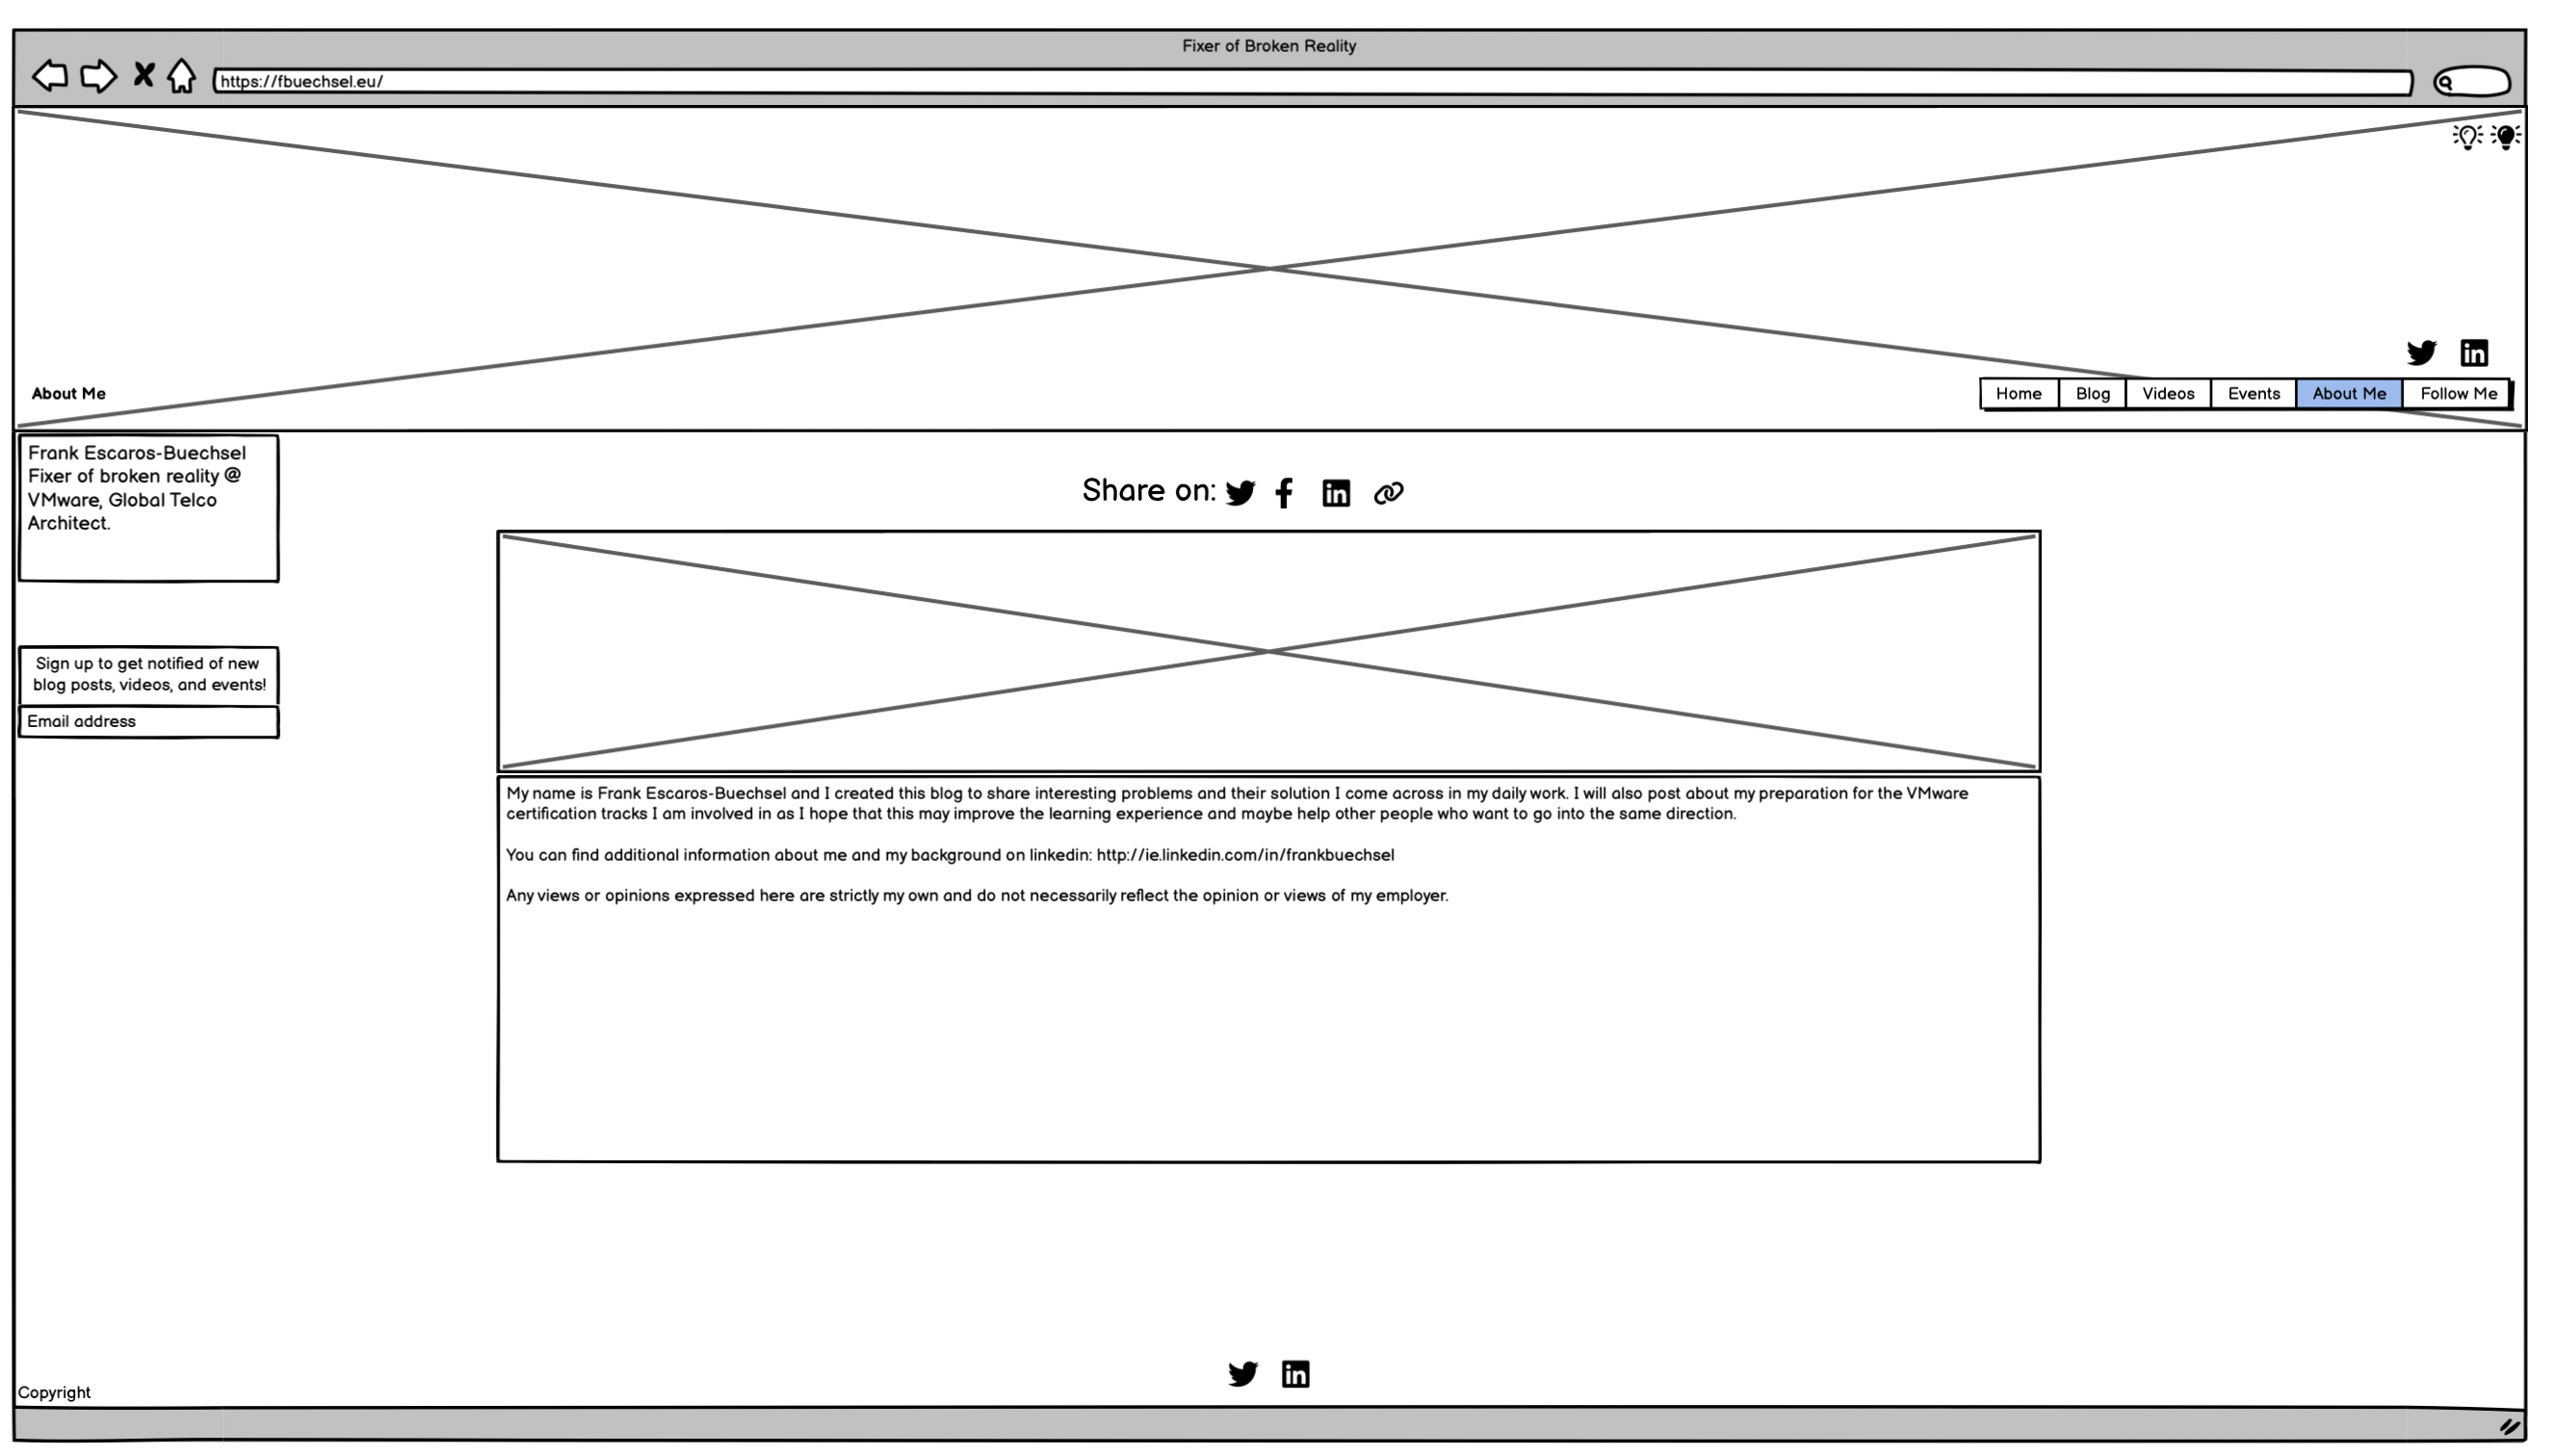 Fixer of Broken Reality
https://fbuechsel.eu/
About Me
Home
Blog
Videos
Events
About Me
Follow Me
Frank Escaros-Buechsel
Fixer of broken reality @
VMware, Global Telco
Architect.
Share on:
Sign up to get notified of new
blog posts, videos, and events!
Email address
My name is Frank Escaros-Buechsel and I created this blog to share interesting problems and their solution I come across in my daily work. I will also post about my preparation for the VMware
certification tracks I am involved in as I hope that this may improve the learning experience and maybe help other people who want to go into the same direction.
You can find additional information about me and my background on linkedin: http://ie.linkedin.com/in/frankbuechsel
Any views or opinions expressed here are strictly my own and do not necessarily reflect the opinion or views of my employer.
Copyright